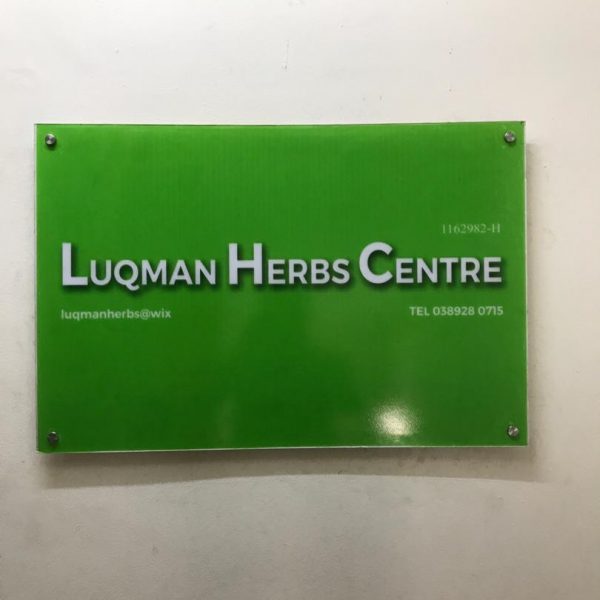 1162982-H
LUQMAN HERBS CENTRE
luqmanherbs@wix TEL 038928 0715